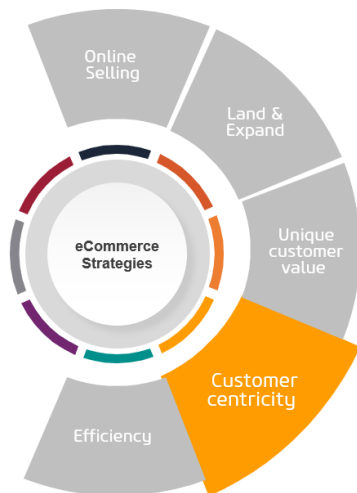 Online
Selling
Land &
Expand
Unique
customer
value
Customer
centricity
Efficiency
eCommerce
Strategies